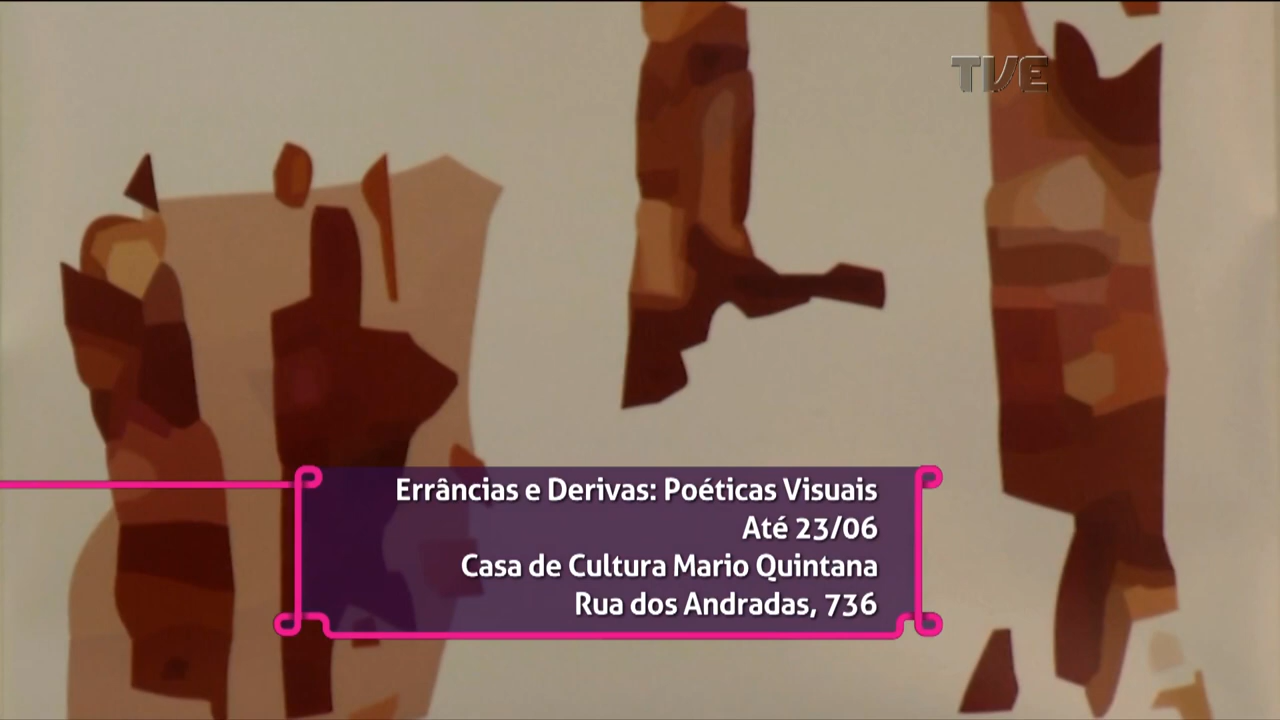 TVE
Errâncias e Derivas: Poéticas Visuais
Até 23/06
Casa de Cultura Mario Quintana
Rua dos Andradas, 736